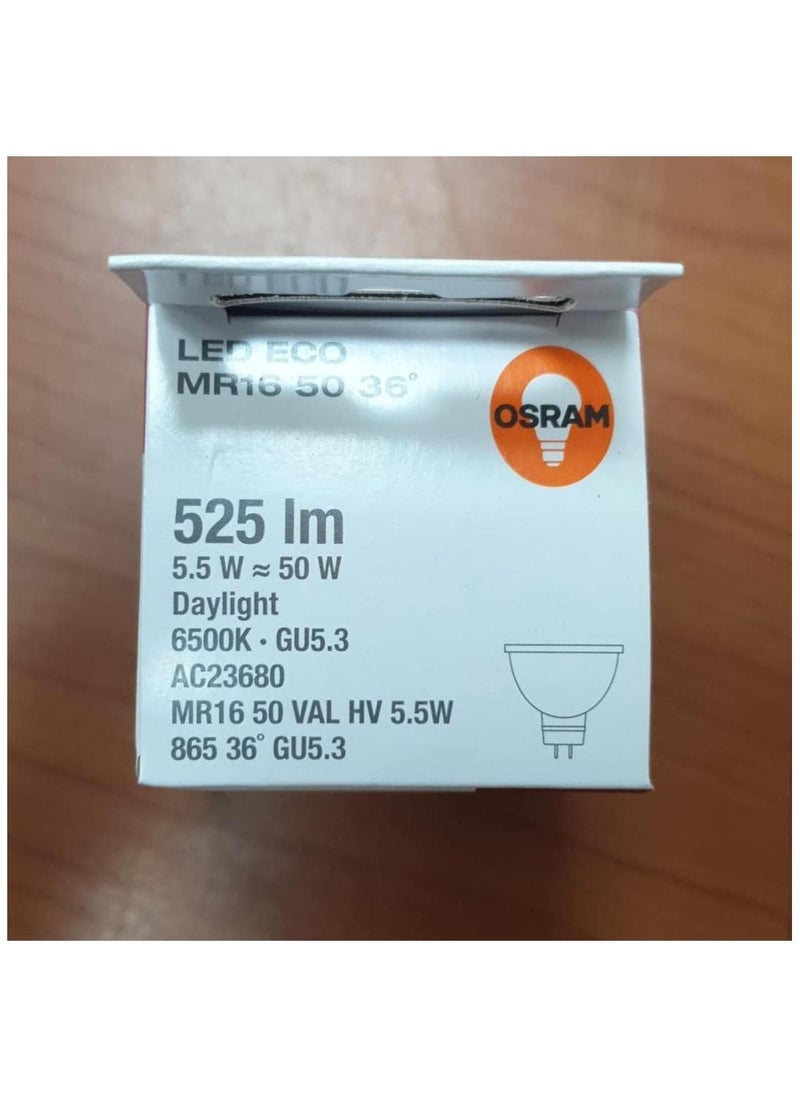 LED ECO
MR16 50 36°
OSRAM
525 lm
5.5 W ≈ 50 W
Daylight
6500K · GU5.3
AC23680
MR16 50 VAL HV 5.5W
865 36° GU5.3